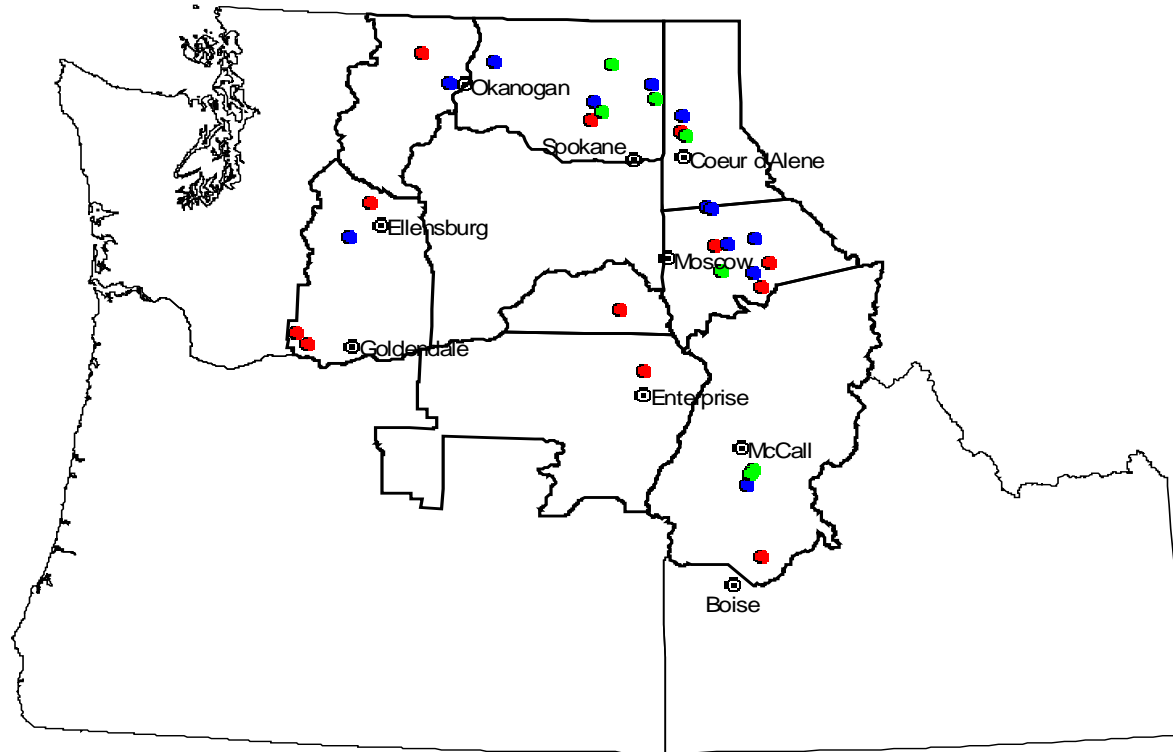 Okanogan
Spokane
Coeur d'Alene
Ellensburg
Moscow
Goldendale
Enterprise
McCall
Boise